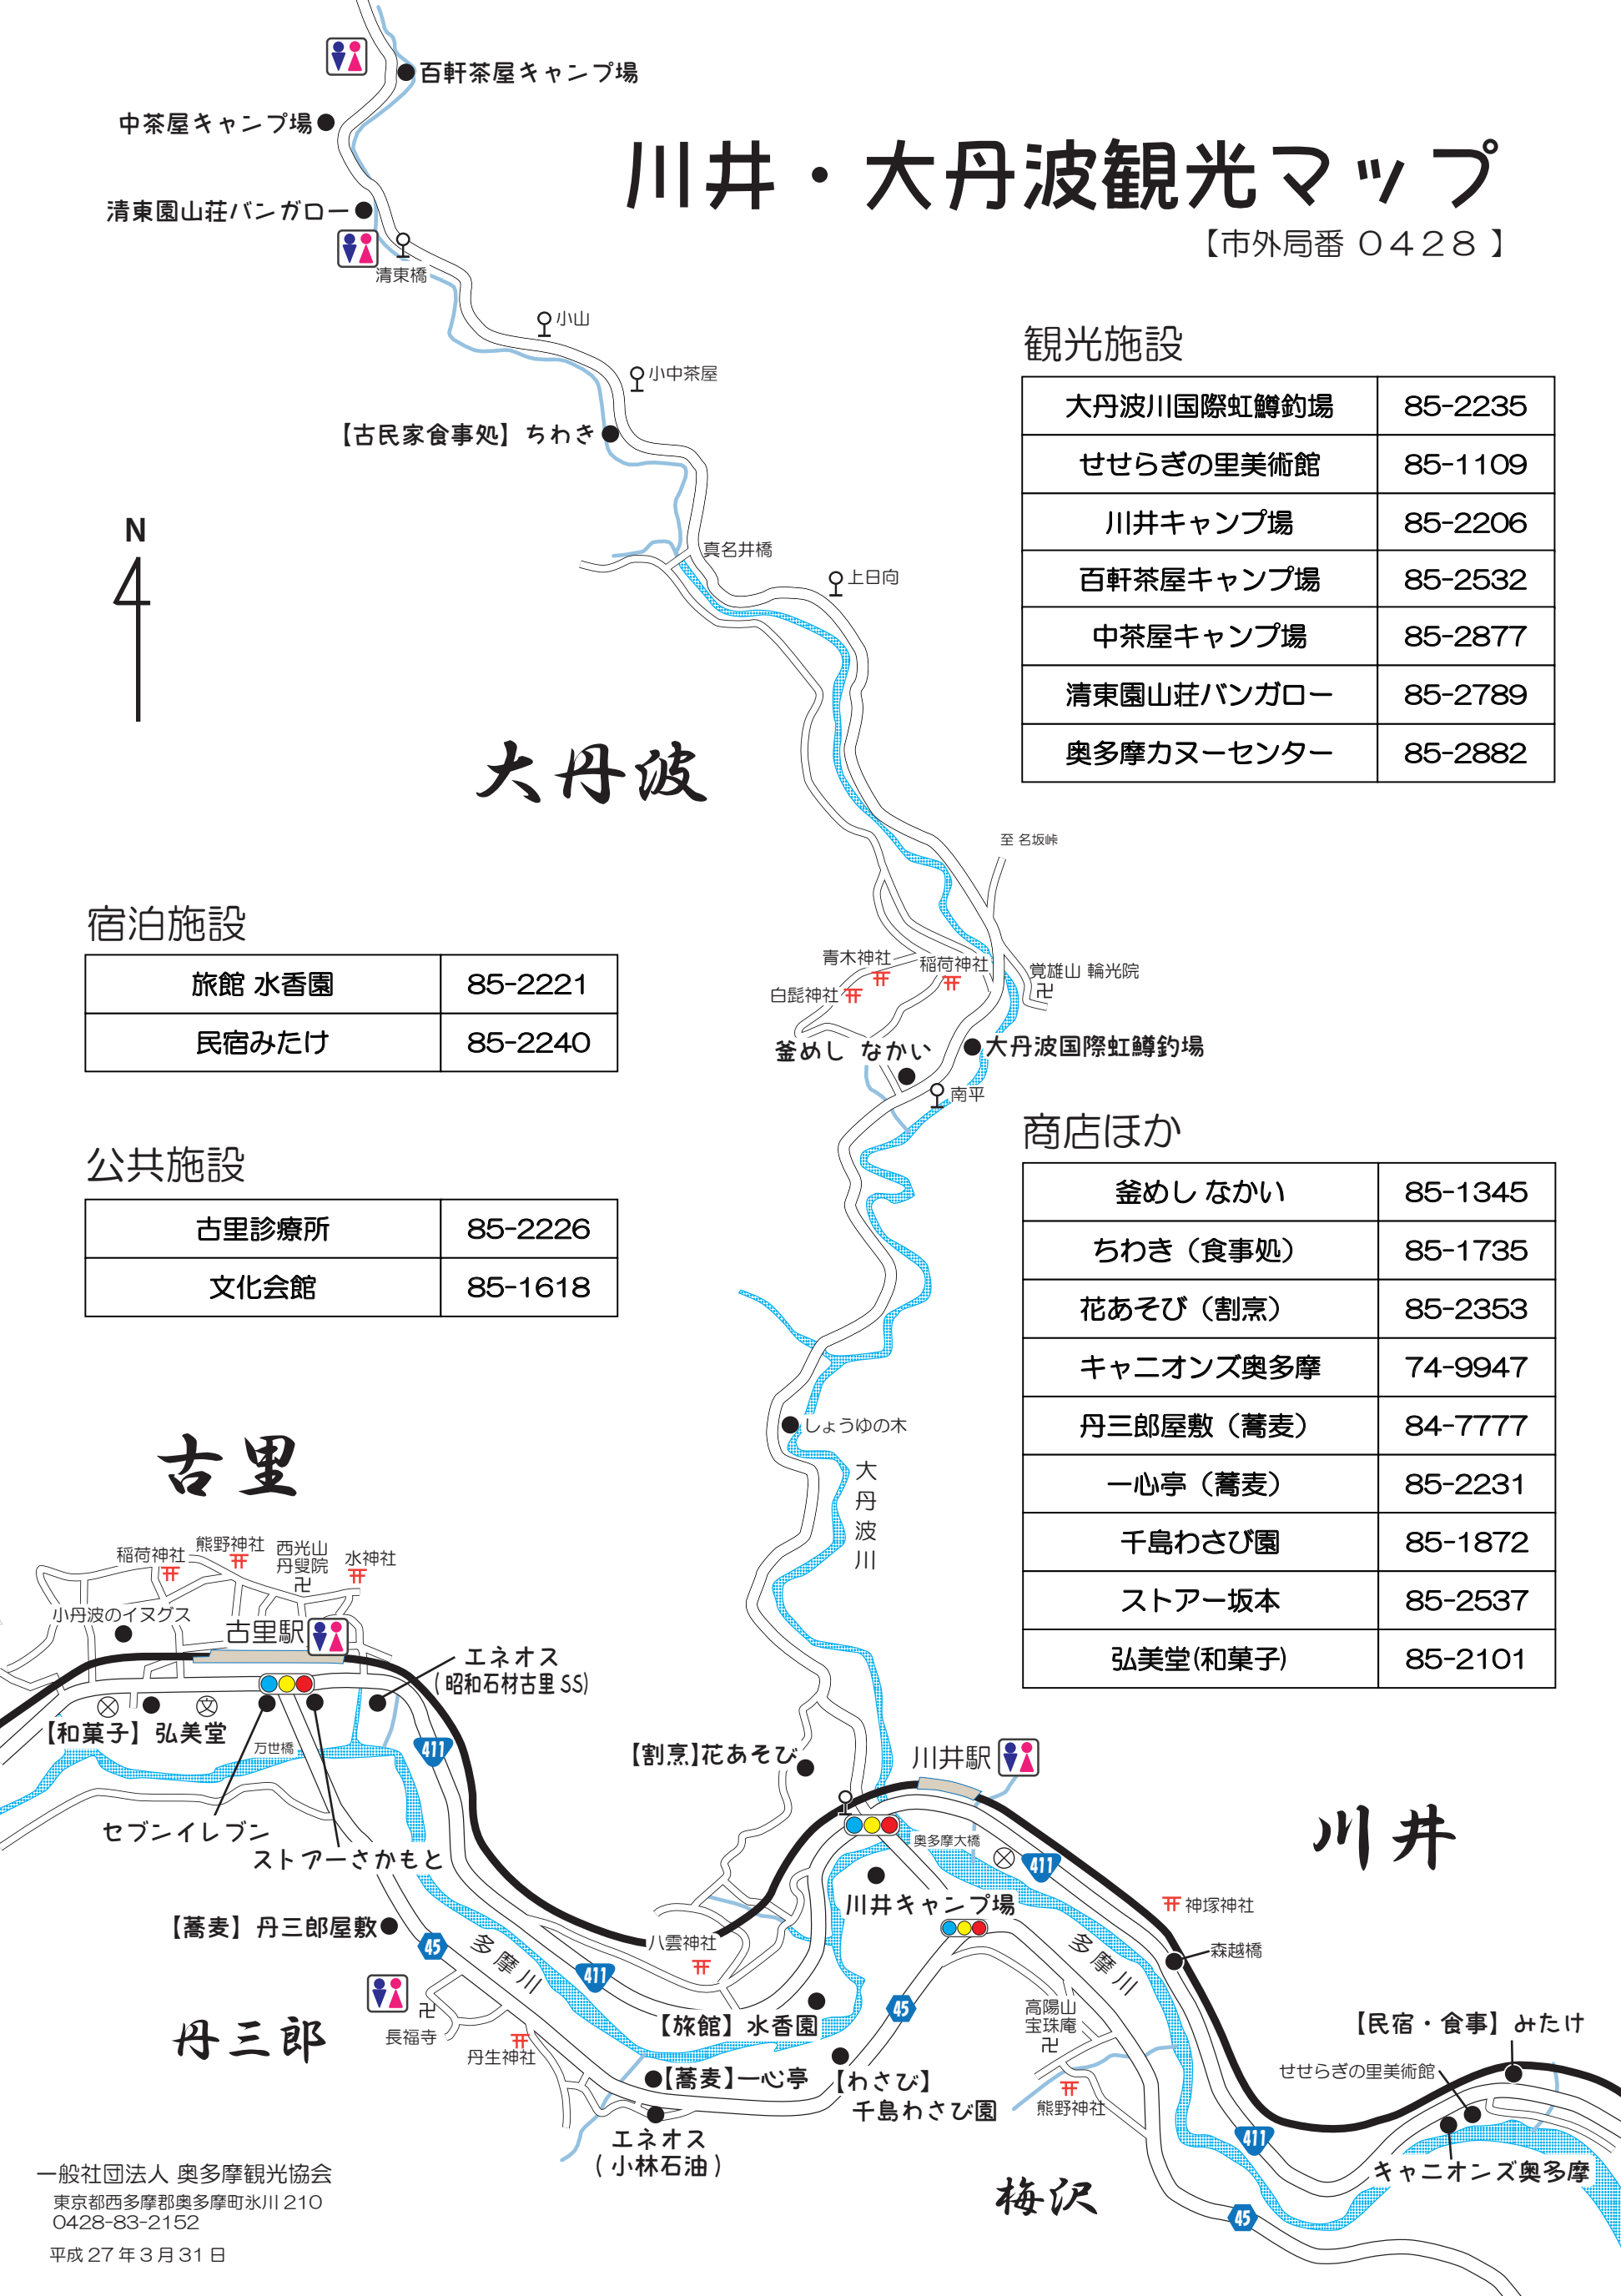 川井・大丹波観光マップ
【市外局番 0428 】
百軒茶屋キャンプ場
中茶屋キャンプ場
清東園山荘バンガロー
清東橋
小山
小中茶屋
【古民家食事処】ちわき
N
真名井橋
上日向
大丹波
観光施設
大丹波川国際虹鱒釣場 85-2235
せせらぎの里美術館 85-1109
川井キャンプ場 85-2206
百軒茶屋キャンプ場 85-2532
中茶屋キャンプ場 85-2877
清東園山荘バンガロー 85-2789
奥多摩カヌーセンター 85-2882
至 名坂峠
宿泊施設
旅館 水香園 85-2221
民宿みたけ 85-2240
公共施設
古里診療所 85-2226
文化会館 85-1618
青木神社
稲荷神社
白髭神社
覚雄山 輪光院
釜めし なかい
大丹波国際虹鱒釣場
南平
商店ほか
釜めし なかい 85-1345
ちわき（食事処） 85-1735
花あそび（割烹） 85-2353
キャニオンズ奥多摩 74-9947
丹三郎屋敷（蕎麦） 84-7777
一心亭（蕎麦） 85-2231
千島わさび園 85-1872
ストアー坂本 85-2537
弘美堂(和菓子) 85-2101
しょうゆの木
大丹波川
古里
稲荷神社
熊野神社
西光山
丹叟院
水神社
小丹波のイヌグス
古里駅
エネオス
(昭和石材古里 SS)
文
【和菓子】弘美堂
万世橋
411
セブンイレブン
ストアーさかもと
【割烹】花あそび
川井駅
奥多摩大橋
411
川井
川井キャンプ場
神塚神社
森越橋
【蕎麦】丹三郎屋敷
45
多摩川
411
八雲神社
多摩川
長福寺
丹三郎
丹生神社
【旅館】水香園
45
高陽山
宝珠庵
熊野神社
【蕎麦】一心亭
【わさび】
千島わさび園
エネオス
(小林石油)
【民宿・食事】みたけ
せせらぎの里美術館
411
キャニオンズ奥多摩
梅沢
45
一般社団法人 奥多摩観光協会
東京都西多摩郡奥多摩町氷川 210
0428-83-2152
平成 27 年 3 月 31 日